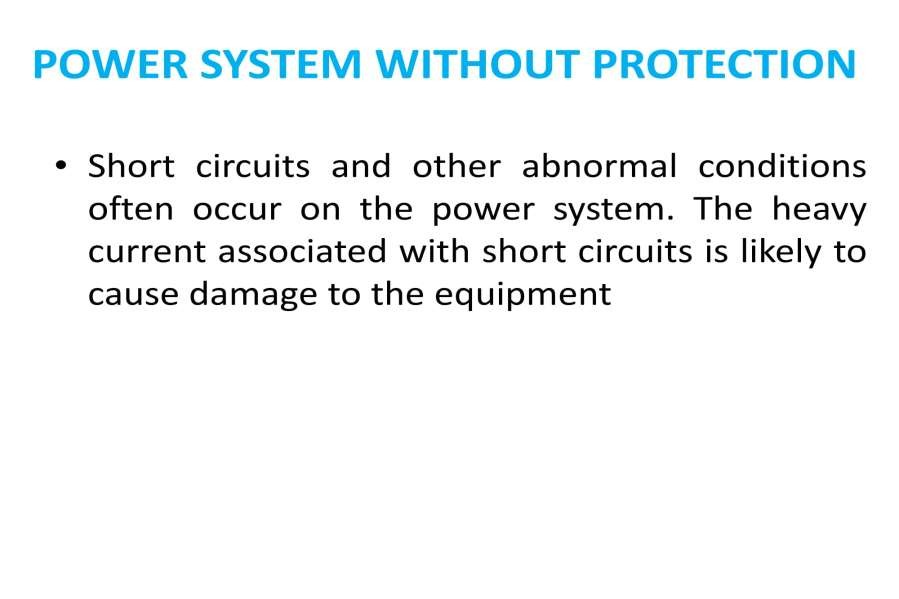 POWER SYSTEM WITHOUT PROTECTION
• Short circuits and other abnormal conditions
often occur on the power system. The heavy
current associated with short circuits is likely to
cause damage to the equipment